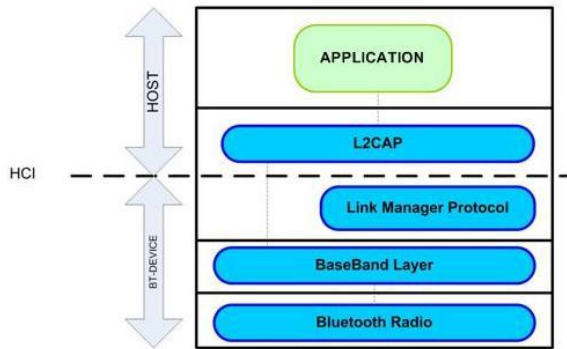 APPLICATION
HOST
L2CAP
HCI
Link Manager Protocol
BT-DEVICE
BaseBand Layer
Bluetooth Radio